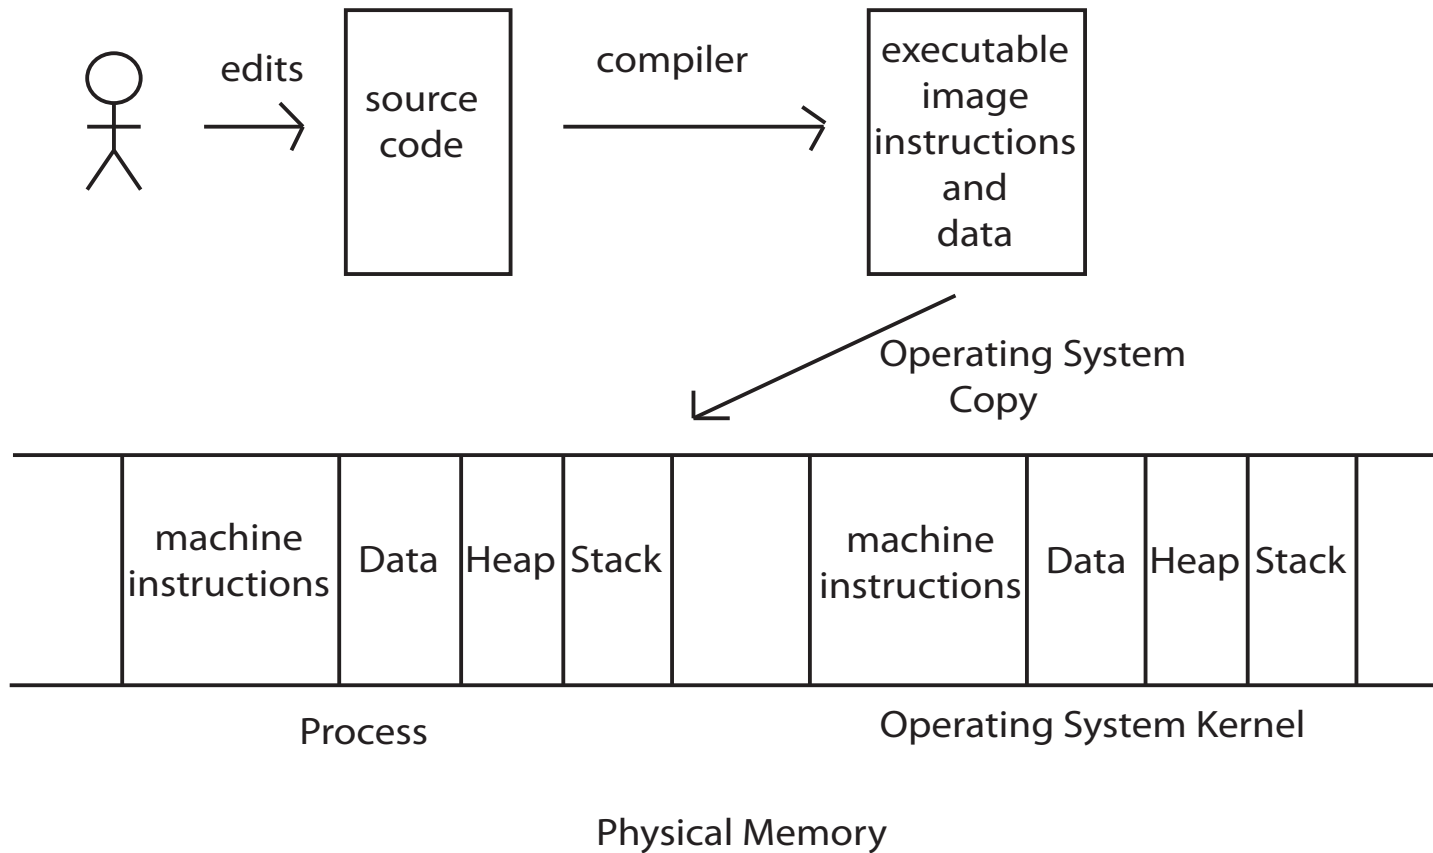 edits
source
code
compiler
executable
image
instructions
and
data
Operating System
Copy
machine
instructions
Data
Heap
Stack
machine
instructions
Data
Heap
Stack
Process
Operating System Kernel
Physical Memory